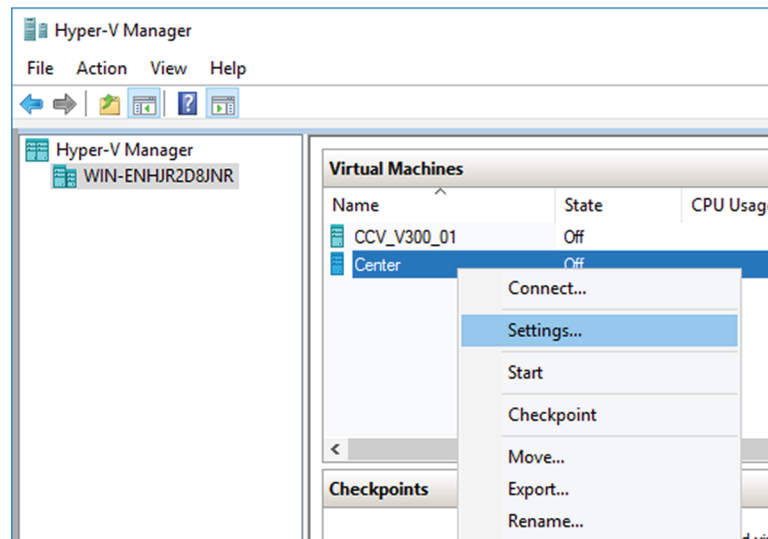 Hyper-V Manager
File Action View Help
Hyper-V Manager
WIN-ENHJR2D8JNR
Virtual Machines
Name State CPU Usag
CCV_V300_01 Off
Center Off
Connect...
Settings...
Start
Checkpoint
Move...
Checkpoints
Export...
Rename...